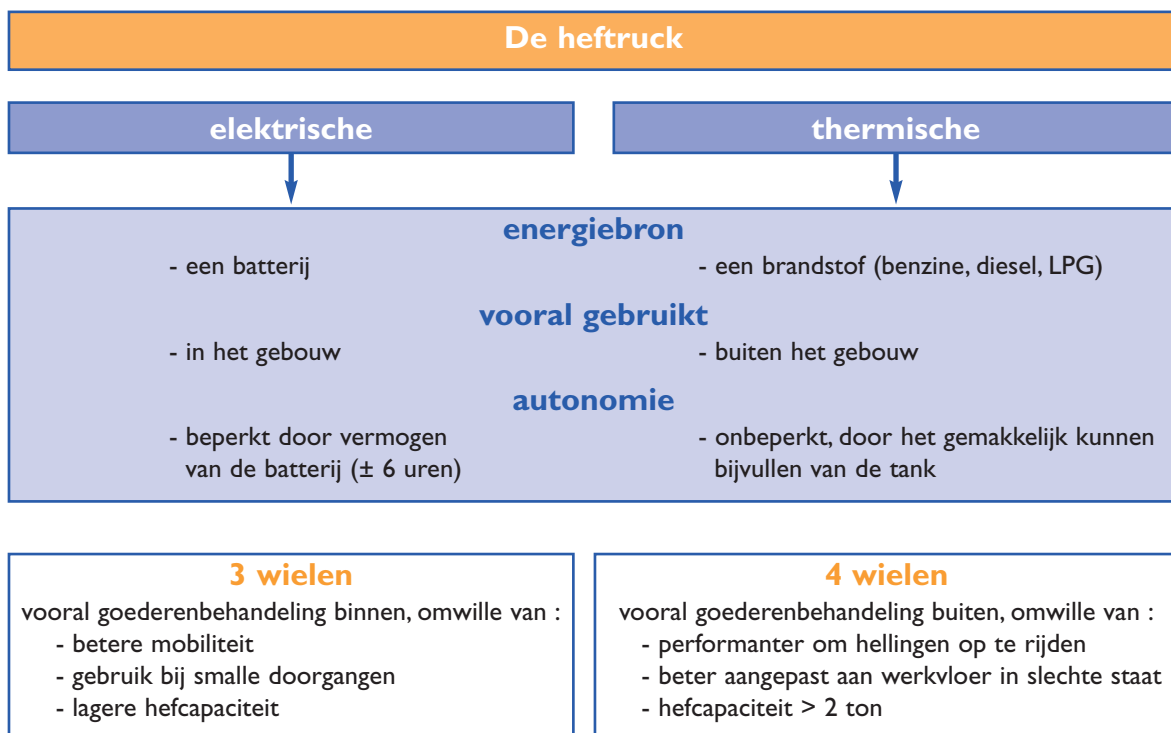 De heftruck
elektrische
thermische
energiebron
- een batterij
- een brandstof (benzine, diesel, LPG)
vooral gebruikt
- in het gebouw
- buiten het gebouw
autonomie
- beperkt door vermogen
van de batterij (± 6 uren)
- onbeperkt, door het gemakkelijk kunnen
bijvullen van de tank
3 wielen
vooral goederenbehandeling binnen, omwille van :
- betere mobiliteit
- gebruik bij smalle doorgangen
- lagere hefcapaciteit
4 wielen
vooral goederenbehandeling buiten, omwille van :
- performanter om hellingen op te rijden
- beter aangepast aan werkvloer in slechte staat
- hefcapaciteit > 2 ton